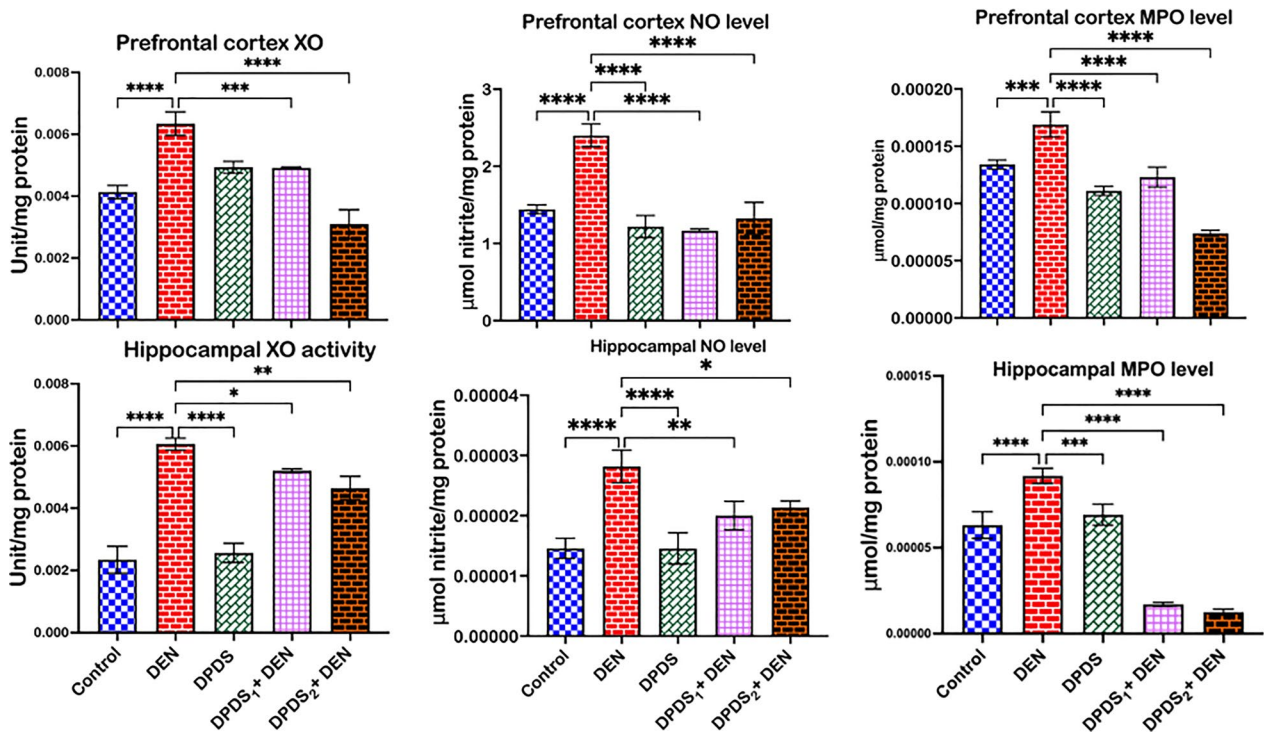 Prefrontal cortex XO
Unit/mg protein
0.008
0.006
0.004
0.002
0.000
****
***
****
Prefrontal cortex NO level
µmol nitrite/mg protein
3
2
1
0
****
****
****
****
Prefrontal cortex MPO level
µmol/mg protein
0.00020
0.00015
0.00010
0.00005
0.00000
****
****
***
****
Hippocampal XO activity
Unit/mg protein
0.008
0.006
0.004
0.002
0.000
**
*
****
****
Control
DEN
DPDS
DPDS₁+ DEN
DPDS₂+ DEN
Hippocampal NO level
µmol nitrite/mg protein
0.00004
0.00003
0.00002
0.00001
0.00000
*
****
****
**
Control
DEN
DPDS
DPDS₁+ DEN
DPDS₂+ DEN
Hippocampal MPO level
µmol/mg protein
0.00015
0.00010
0.00005
0.00000
****
****
****
***
Control
DEN
DPDS
DPDS₁+ DEN
DPDS₂+ DEN